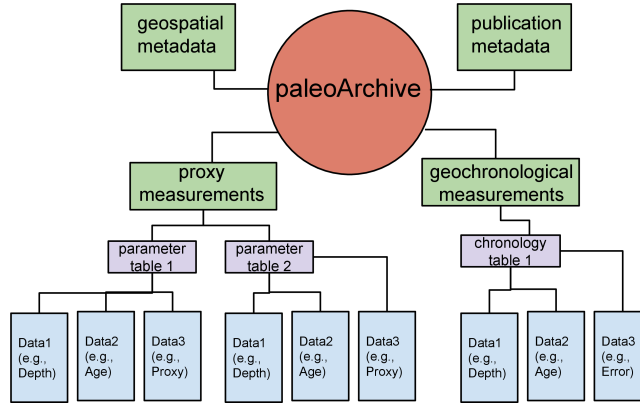 geospatial
metadata
publication
metadata
paleoArchive
proxy
measurements
geochronological
measurements
parameter
table 1
parameter
table 2
chronology
table 1
Data1
(e.g.,
Depth)
Data2
(e.g.,
Age)
Data3
(e.g.,
Proxy)
Data1
(e.g.,
Depth)
Data2
(e.g.,
Age)
Data3
(e.g.,
Proxy)
Data1
(e.g.,
Depth)
Data2
(e.g.,
Age)
Data3
(e.g.,
Error)